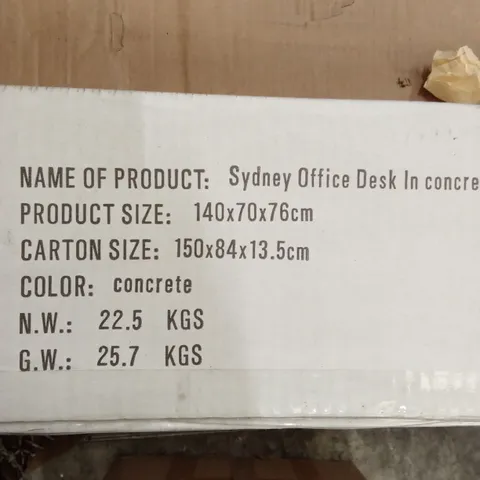 NAME OF PRODUCT: Sydney Office Desk In concre
PRODUCT SIZE: 140x70x76cm
CARTON SIZE: 150x84x13.5cm
COLOR: concrete
N.W.: 22.5 KGS
G.W.: 25.7 KGS